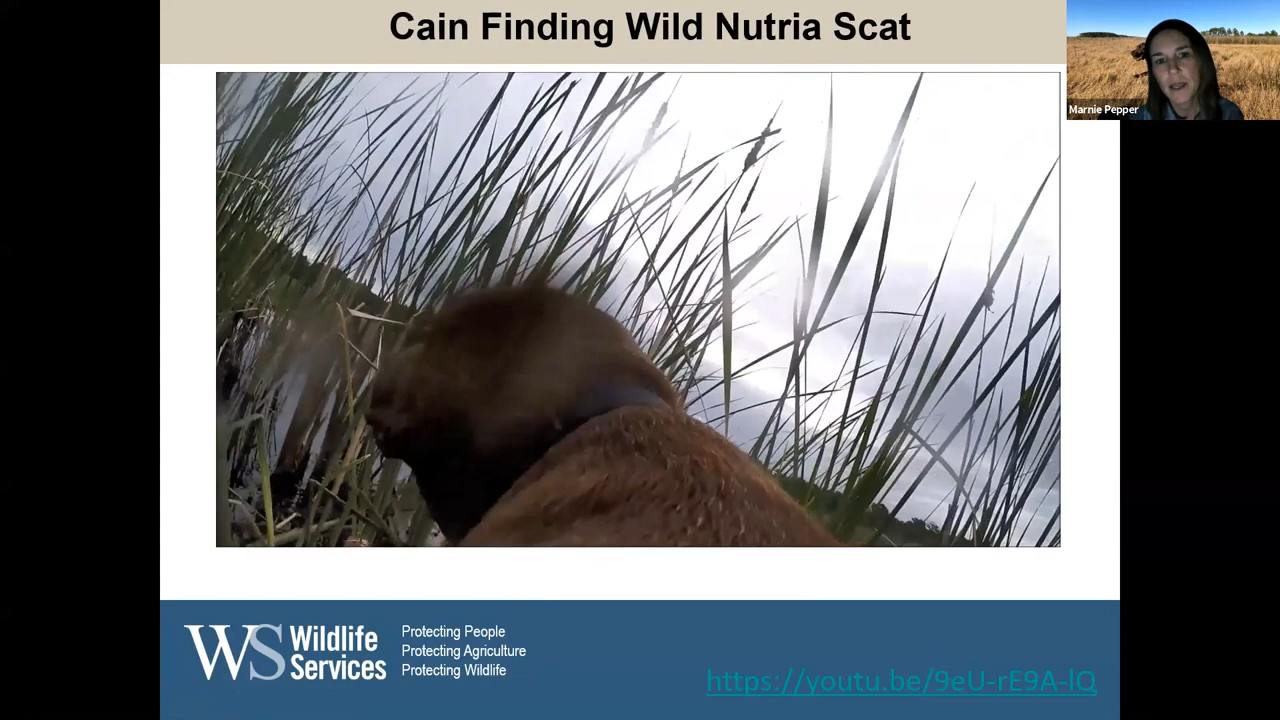 Cain Finding Wild Nutria Scat
Marnie Pepper
WS Wildlife Services
Protecting People
Protecting Agriculture
Protecting Wildlife
https://youtu.be/9eU-rE9A-lQ